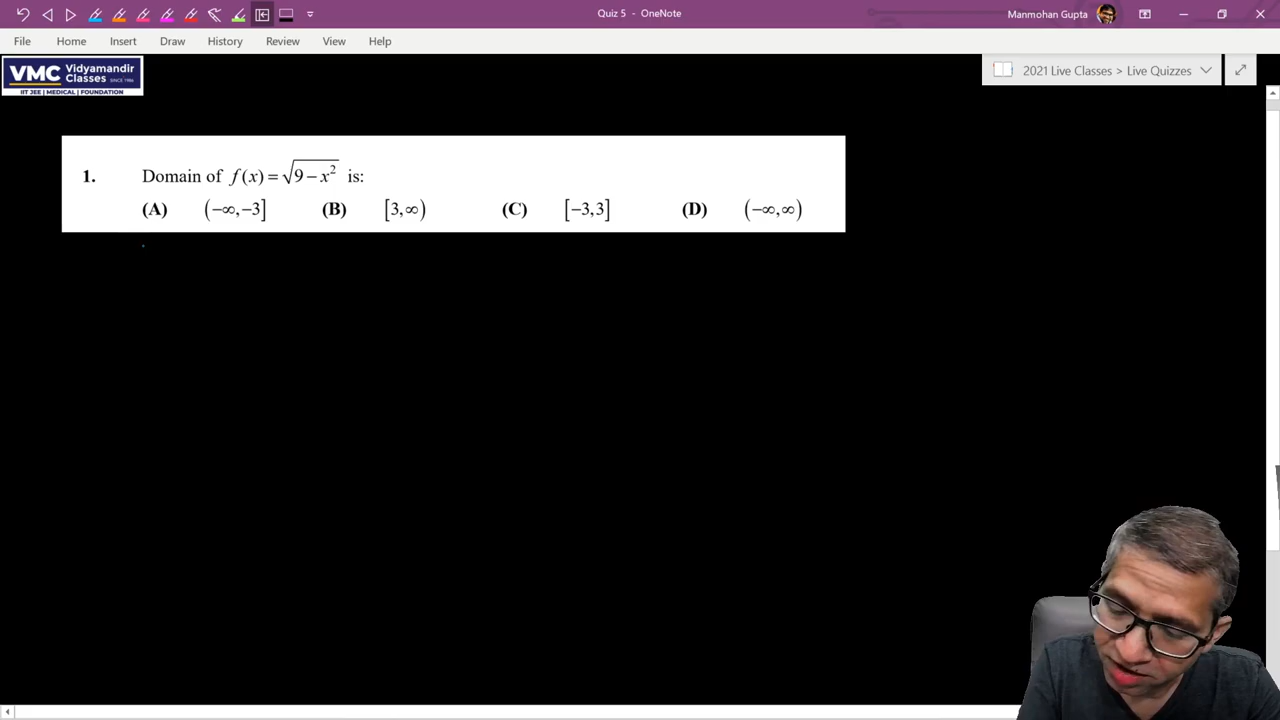 Quiz 5 - OneNote
Manmohan Gupta
File Home Insert Draw History Review View Help
VMC Vidyamandir Classes SINCE 1986
IIT JEE | MEDICAL | FOUNDATION
2021 Live Classes > Live Quizzes
1. Domain of f(x)=√(9−x²) is:
(A) (−∞,−3] (B) [3,∞) (C) [−3,3] (D) (−∞,∞)